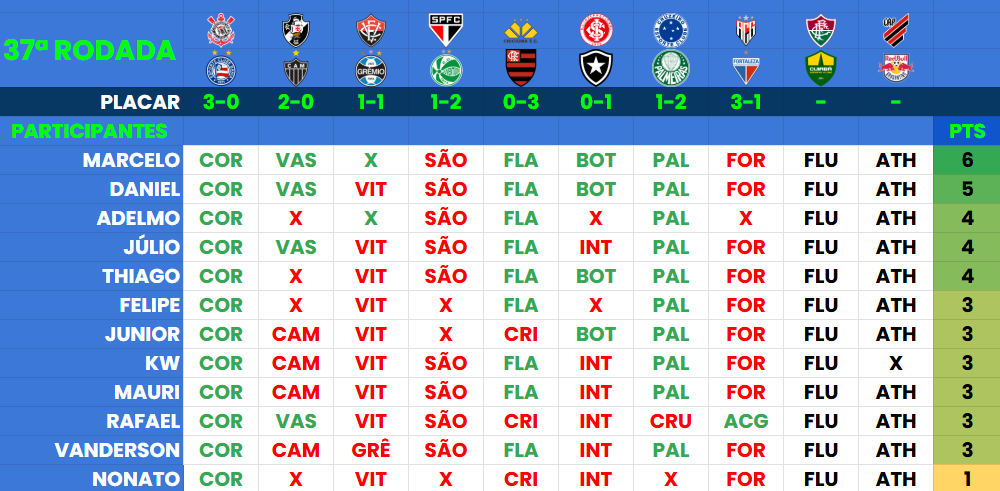 37ª RODADA
SPFC
CAP
CAM
GRÊMIO
CUIABÁ
PALMEIRAS
FORTALEZA
PLACAR 3-0 2-0 1-1 1-2 0-3 0-1 1-2 3-1 - -
PARTICIPANTES PTS
MARCELO COR VAS X SÃO FLA BOT PAL FOR FLU ATH 6
DANIEL COR VAS VIT SÃO FLA BOT PAL FOR FLU ATH 5
ADELMO COR X X SÃO FLA X PAL X FLU ATH 4
JÚLIO COR VAS VIT SÃO FLA INT PAL FOR FLU ATH 4
THIAGO COR X VIT SÃO FLA BOT PAL FOR FLU ATH 4
FELIPE COR X VIT X FLA X PAL FOR FLU ATH 3
JUNIOR COR CAM VIT X CRI BOT PAL FOR FLU ATH 3
KW COR CAM VIT SÃO FLA INT PAL FOR FLU X 3
MAURI COR CAM VIT SÃO FLA INT PAL FOR FLU ATH 3
RAFAEL COR VAS VIT SÃO CRI INT CRU ACG FLU ATH 3
VANDERSON COR CAM GRÊ SÃO FLA INT PAL FOR FLU ATH 3
NONATO COR X VIT X CRI INT X FOR FLU ATH 1